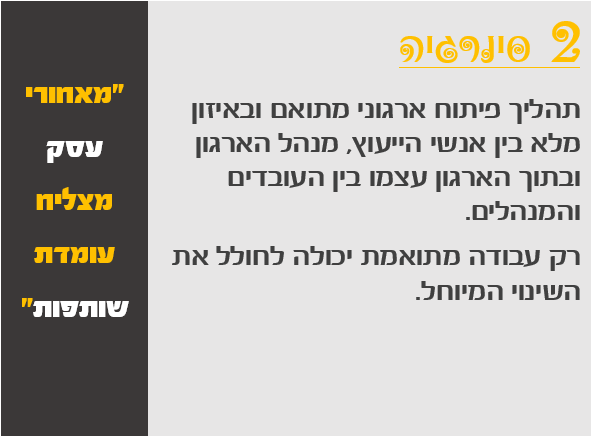 2 סינרגיה
תהליך פיתוח ארגוני מתואם ובאיזון
מלא בין אנשי הייעוץ, מנהל הארגון
ובתוך הארגון עצמו בין העובדים
והמנהלים.
רק עבודה מתואמת יכולה לחולל את
השינוי המיוחל.
"מאחורי
עסק
מצליח
עומדת
שותפות"